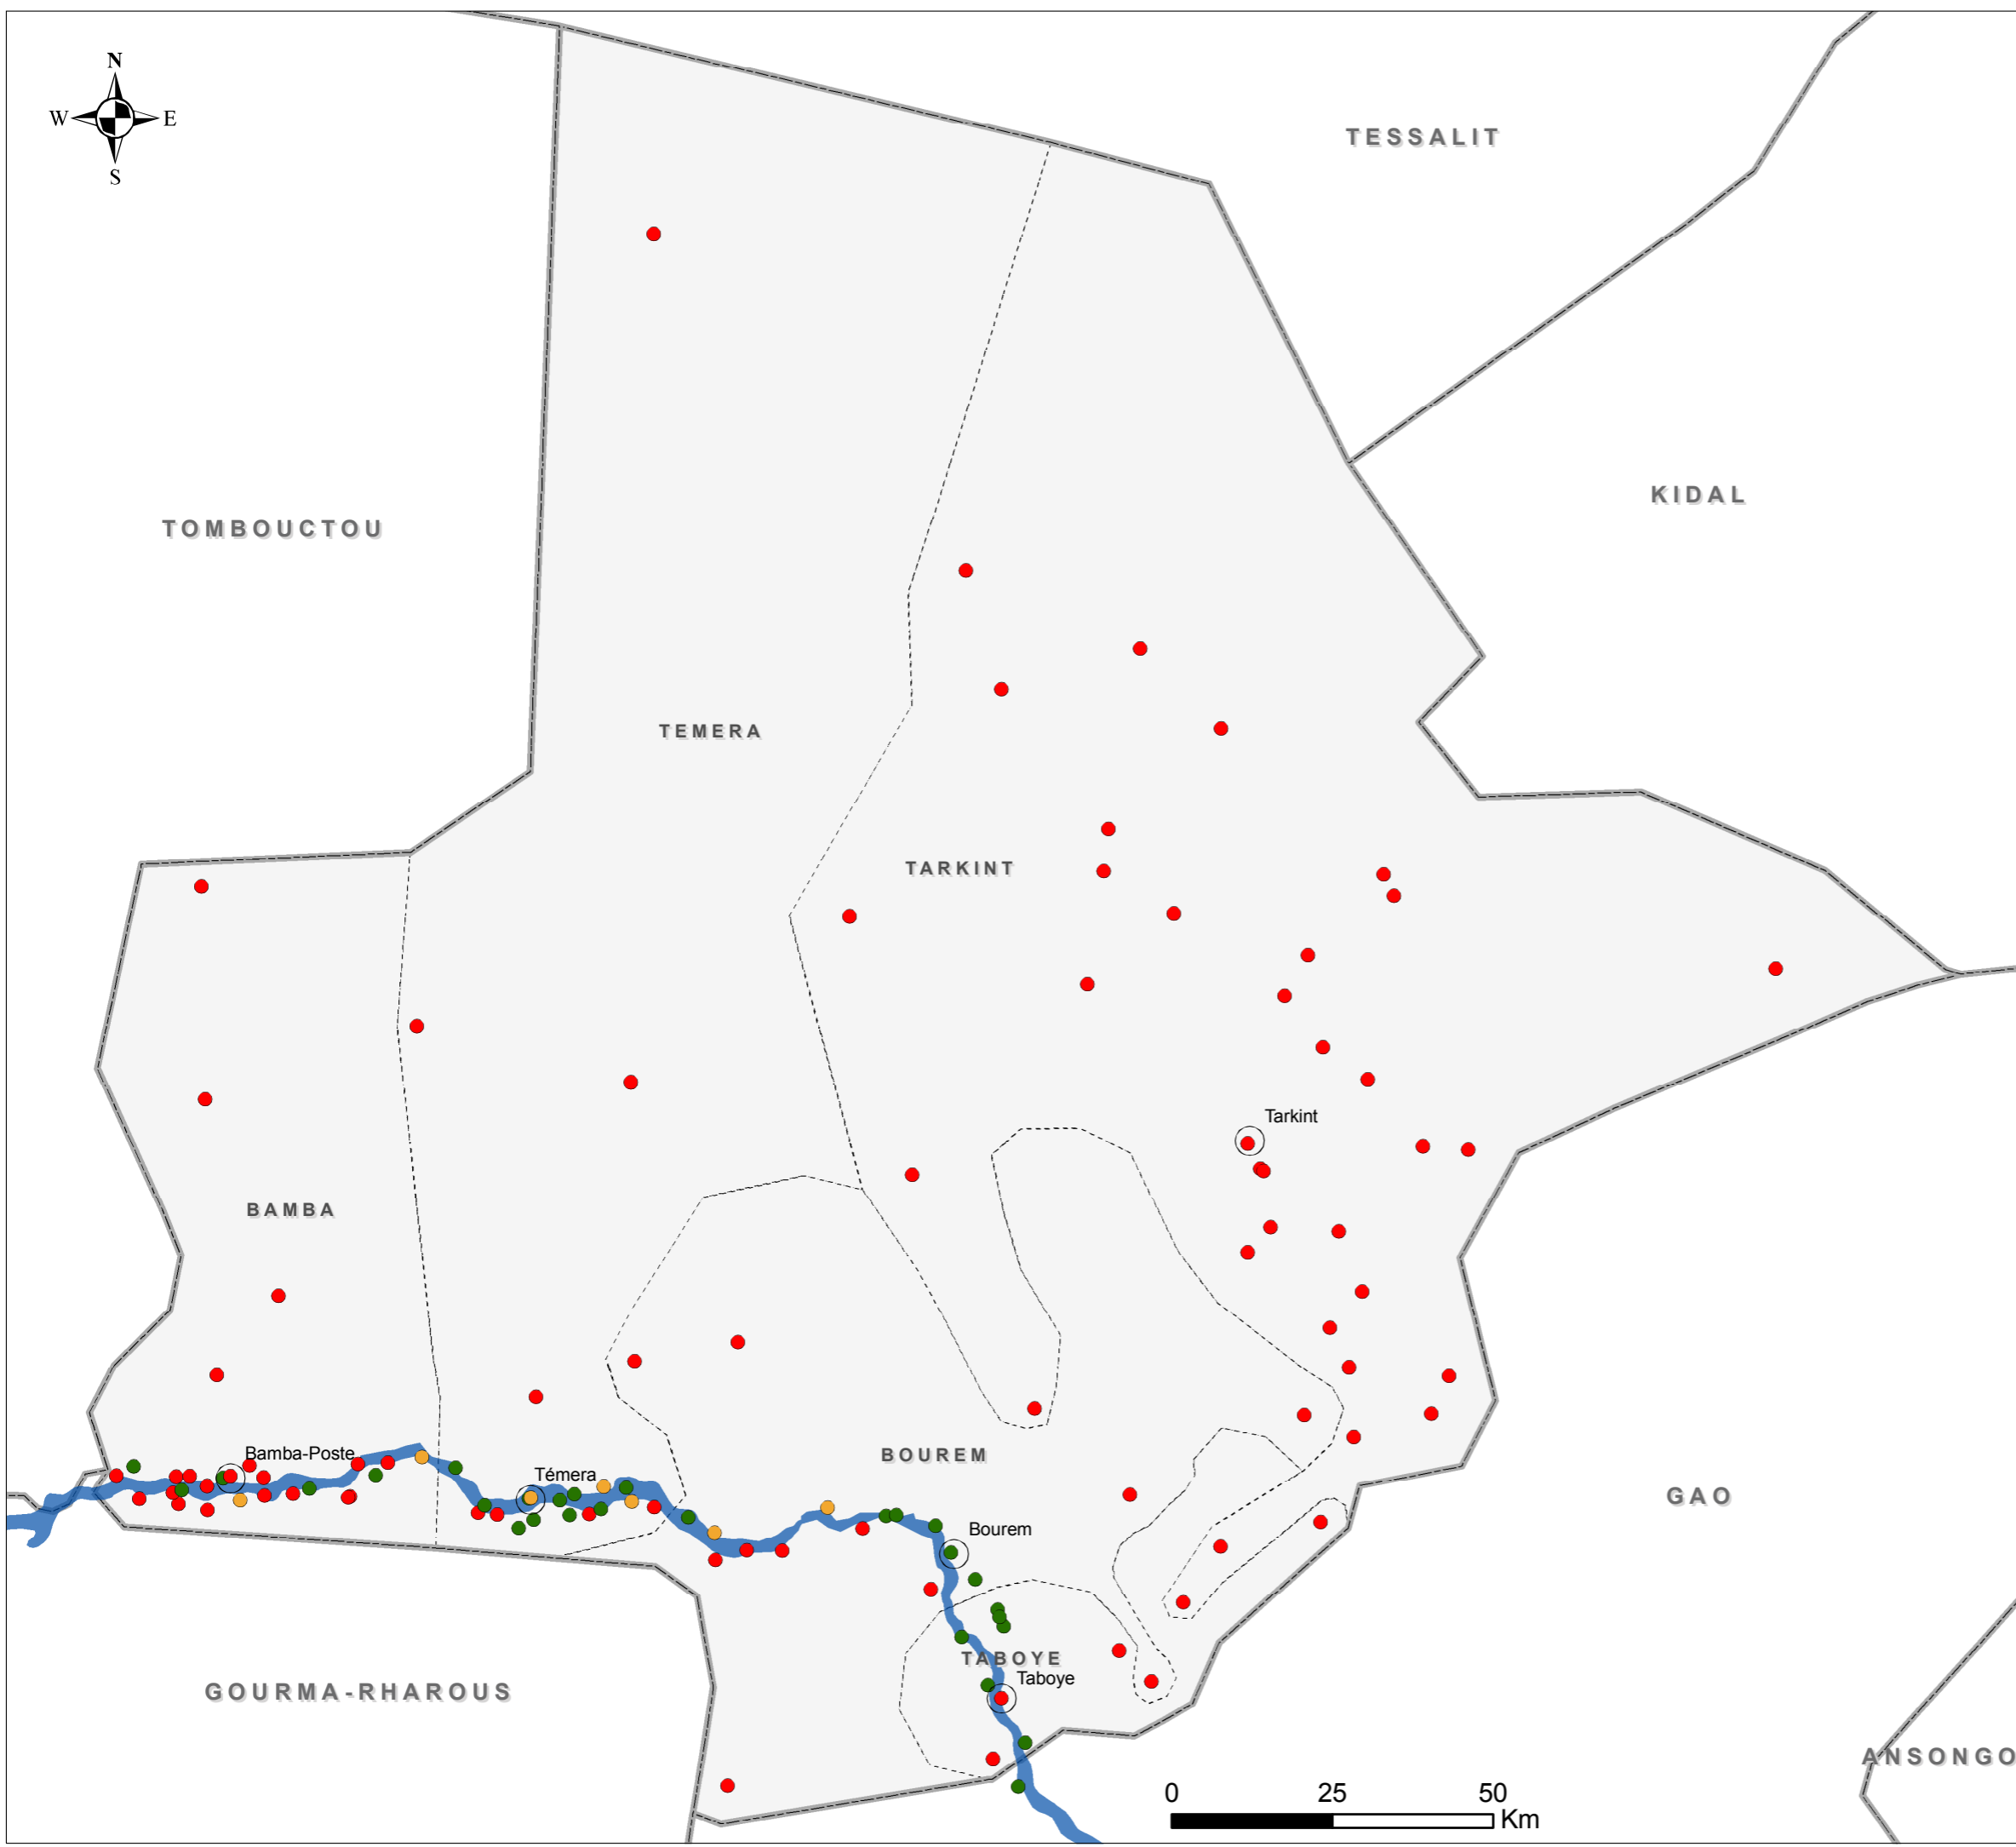 N
W E
S
TESSALIT
KIDAL
TOMBOUCTOU
TEMERA
TARKINT
Tarkint
BAMBA
Bamba-Poste
Témera
BOUREM
GAO
Bourem
TABOYE
Taboye
GOURMA-RHAROUS
ANSONGO
0 25 50
Km